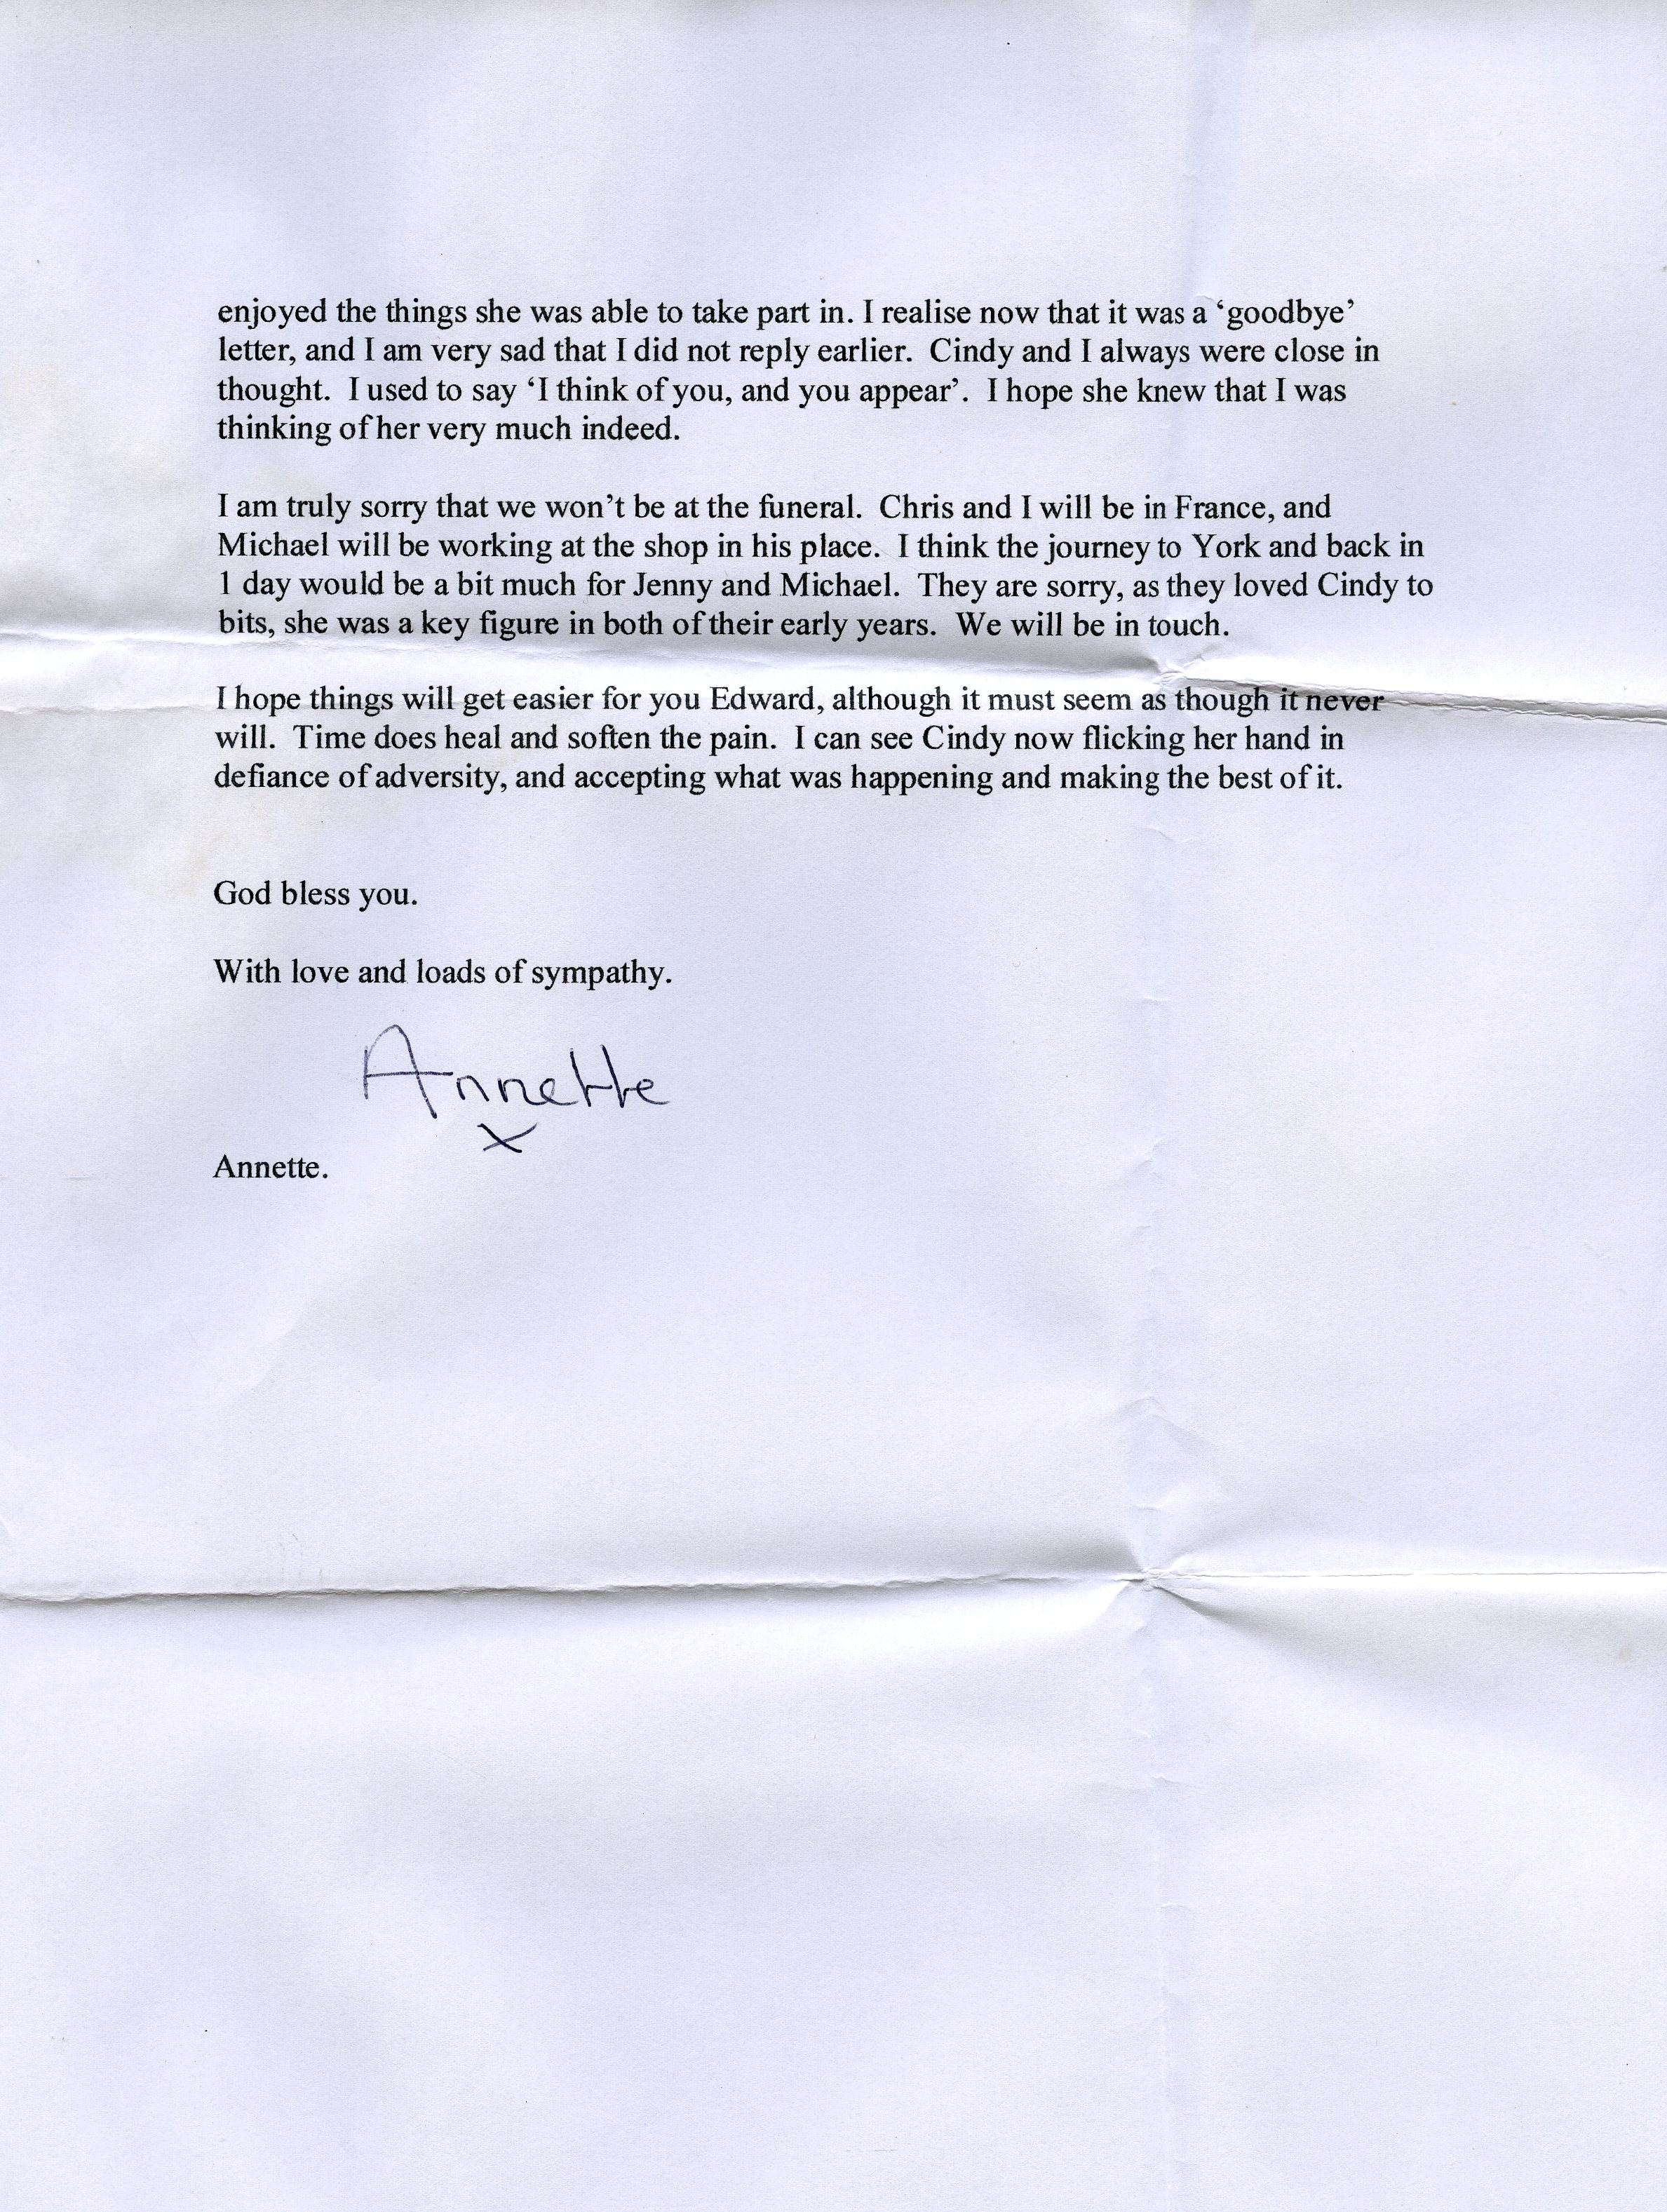 enjoyed the things she was able to take part in. I realise now that it was a ‘goodbye’
letter, and I am very sad that I did not reply earlier.  Cindy and I always were close in
thought.  I used to say ‘I think of you, and you appear’.  I hope she knew that I was
thinking of her very much indeed.
I am truly sorry that we won’t be at the funeral.  Chris and I will be in France, and
Michael will be working at the shop in his place.  I think the journey to York and back in
1 day would be a bit much for Jenny and Michael.  They are sorry, as they loved Cindy to
bits, she was a key figure in both of their early years.  We will be in touch.
I hope things will get easier for you Edward, although it must seem as though it never
will.  Time does heal and soften the pain.  I can see Cindy now flicking her hand in
defiance of adversity, and accepting what was happening and making the best of it.
God bless you.
With love and loads of sympathy.
Annette
x
Annette.